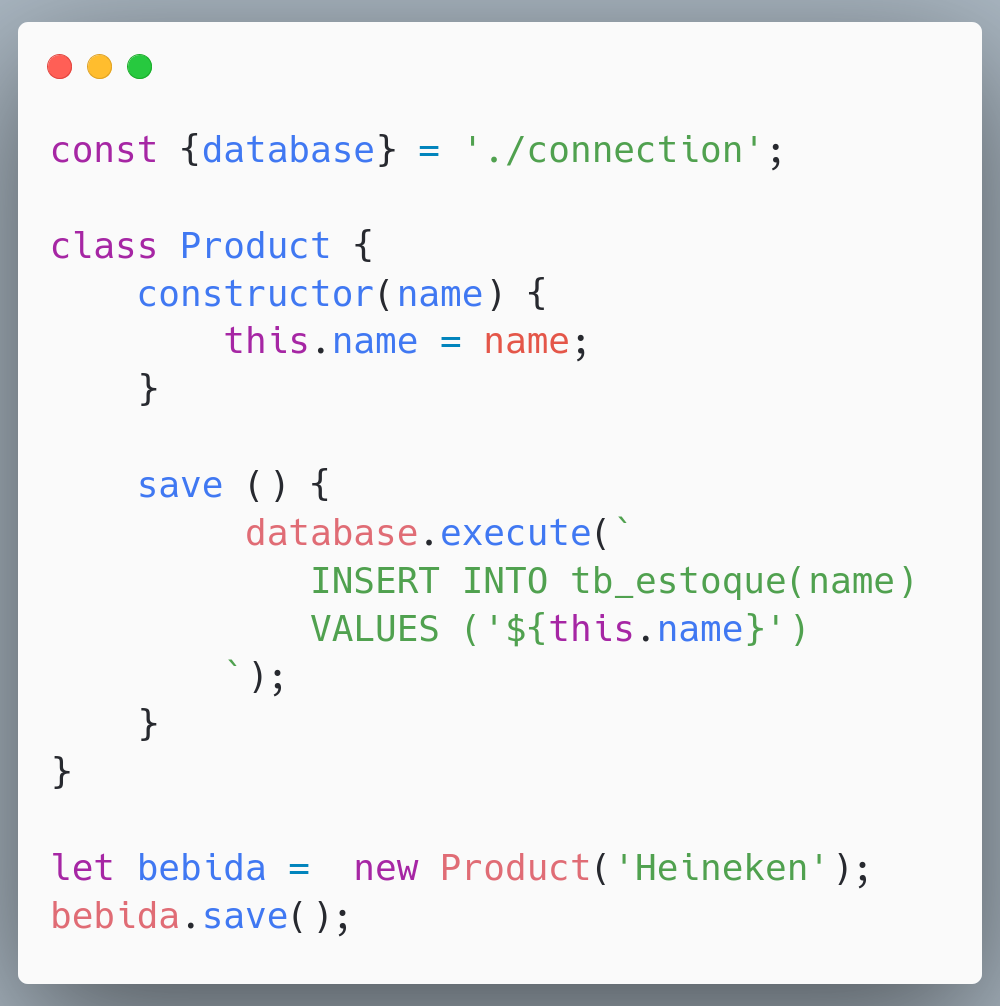 const {database} = './connection';
class Product {
    constructor(name) {
        this.name = name;
    }
    save () {
         database.execute(`
            INSERT INTO tb_estoque(name)
            VALUES ('${this.name}')
        `);
    }
}
let bebida =  new Product('Heineken');
bebida.save();